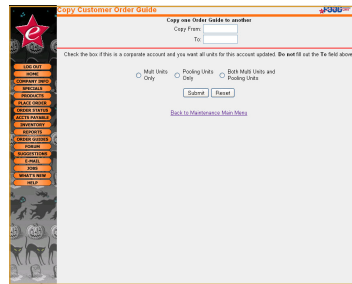 Copy Customer Order Guide
Copy one Order Guide to another
Copy From:
To:
Check the box if this is a corporate account and you want all units for this account updated. Do not fill out the To field above
Mult Units Only
Pooling Units Only
Both Multi Units and Pooling Units
Submit Reset
Back to Maintenance Main Menu
e
LOG OUT
HOME
COMPANY INFO
SPECIALS
PRODUCTS
PLACE ORDER
ORDER STATUS
ACCTS PAYABLE
INVENTORY
REPORTS
ORDER GUIDES
FORUM
SUGGESTIONS
E-MAIL
JOBS
WHAT'S NEW
HELP